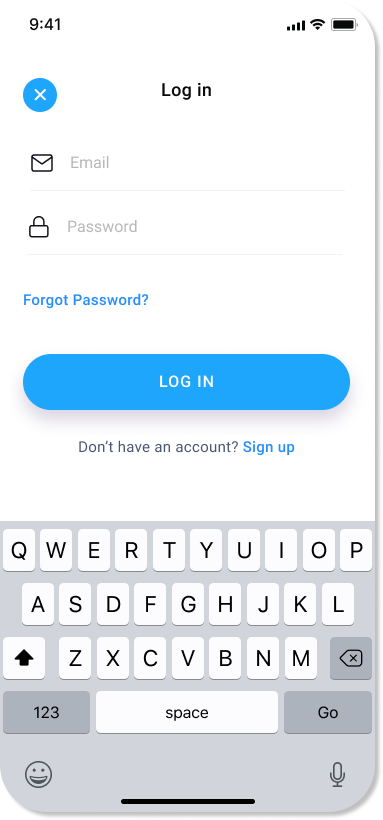 9:41
Log in
Email
Password
Forgot Password?
LOG IN
Don't have an account? Sign up
Q W E R T Y U I O P
A S D F G H J K L
Z X C V B N M
123 space Go